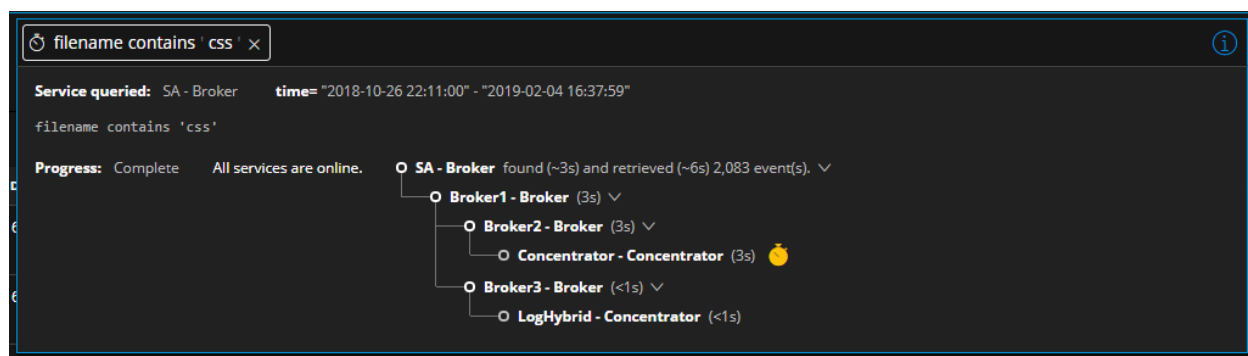 filename contains ' css ' ×
Service queried: SA - Broker time= "2018-10-26 22:11:00" - "2019-02-04 16:37:59"
filename contains 'css'
Progress: Complete All services are online. SA - Broker found (~3s) and retrieved (~6s) 2,083 event(s).
Broker1 - Broker (3s)
Broker2 - Broker (3s)
Concentrator - Concentrator (3s)
Broker3 - Broker (<1s)
LogHybrid - Concentrator (<1s)